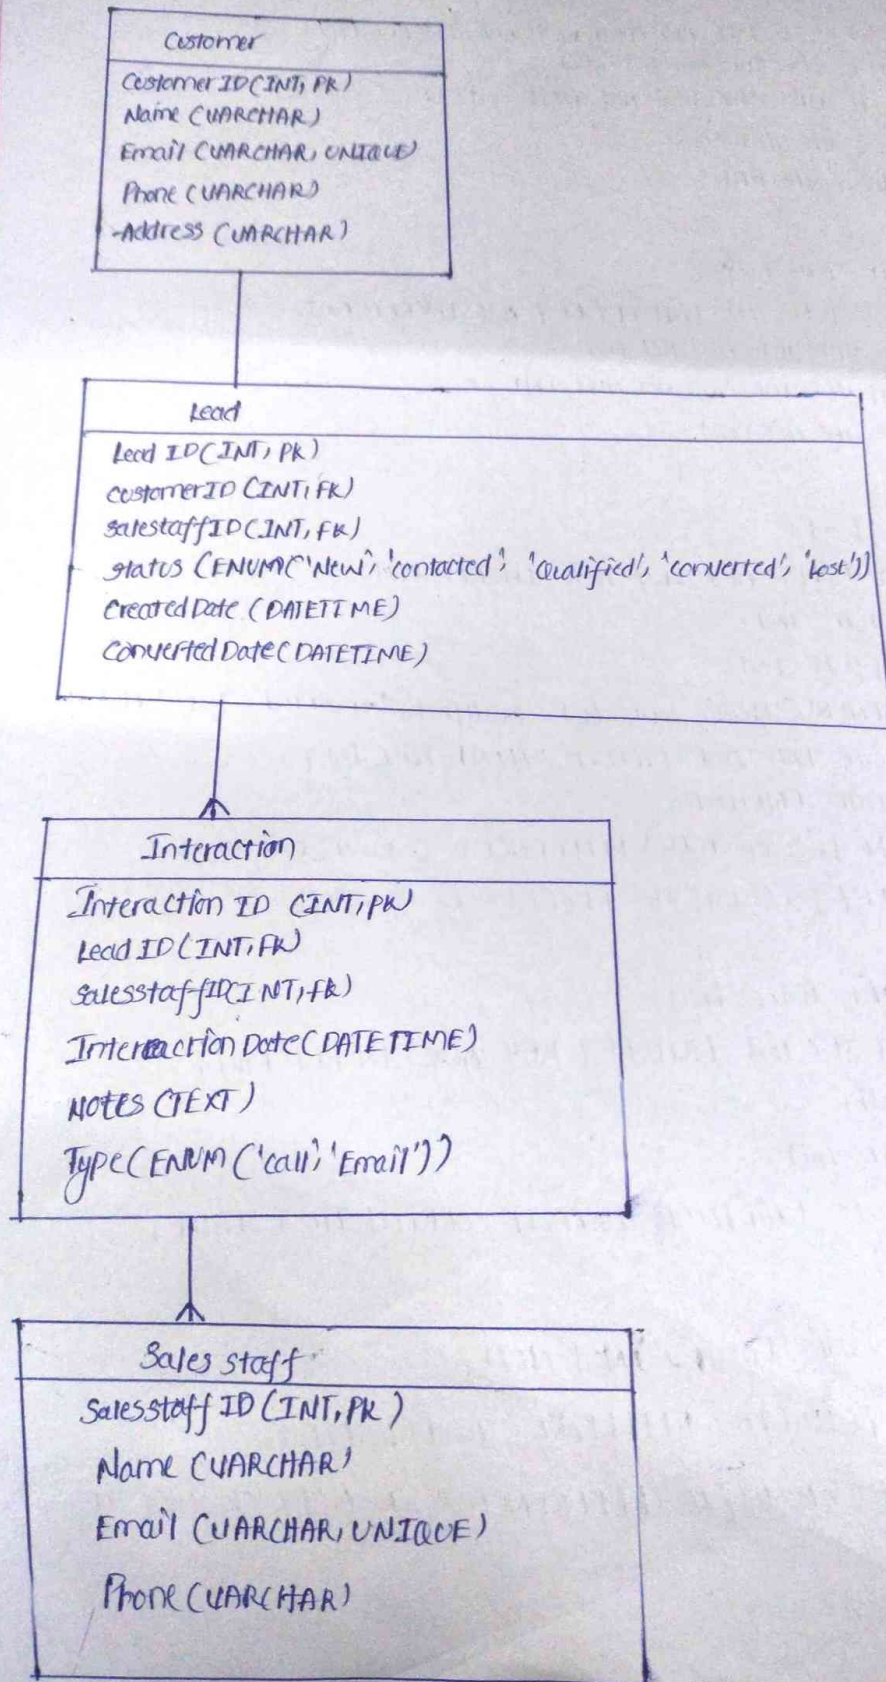 Customer
CustomerID (INT, PK)
Name (VARCHAR)
Email (VARCHAR, UNIQUE)
Phone (VARCHAR)
Address (VARCHAR)
Lead
Lead ID (INT, PK)
customerID (INT, FK)
salestaffID (INT, FK)
status (ENUM('New', 'contacted', 'Qualified', 'converted', 'Lost'))
Created Date (DATETIME)
Converted Date (DATETIME)
Interaction
Interaction ID (INT, PK)
Lead ID (INT, FK)
SalesstaffID (INT, FK)
Interaction Date (DATETIME)
Notes (TEXT)
Type (ENUM ('call', 'Email'))
Sales staff
Salesstaff ID (INT, PK)
Name (VARCHAR)
Email (VARCHAR, UNIQUE)
Phone (VARCHAR)